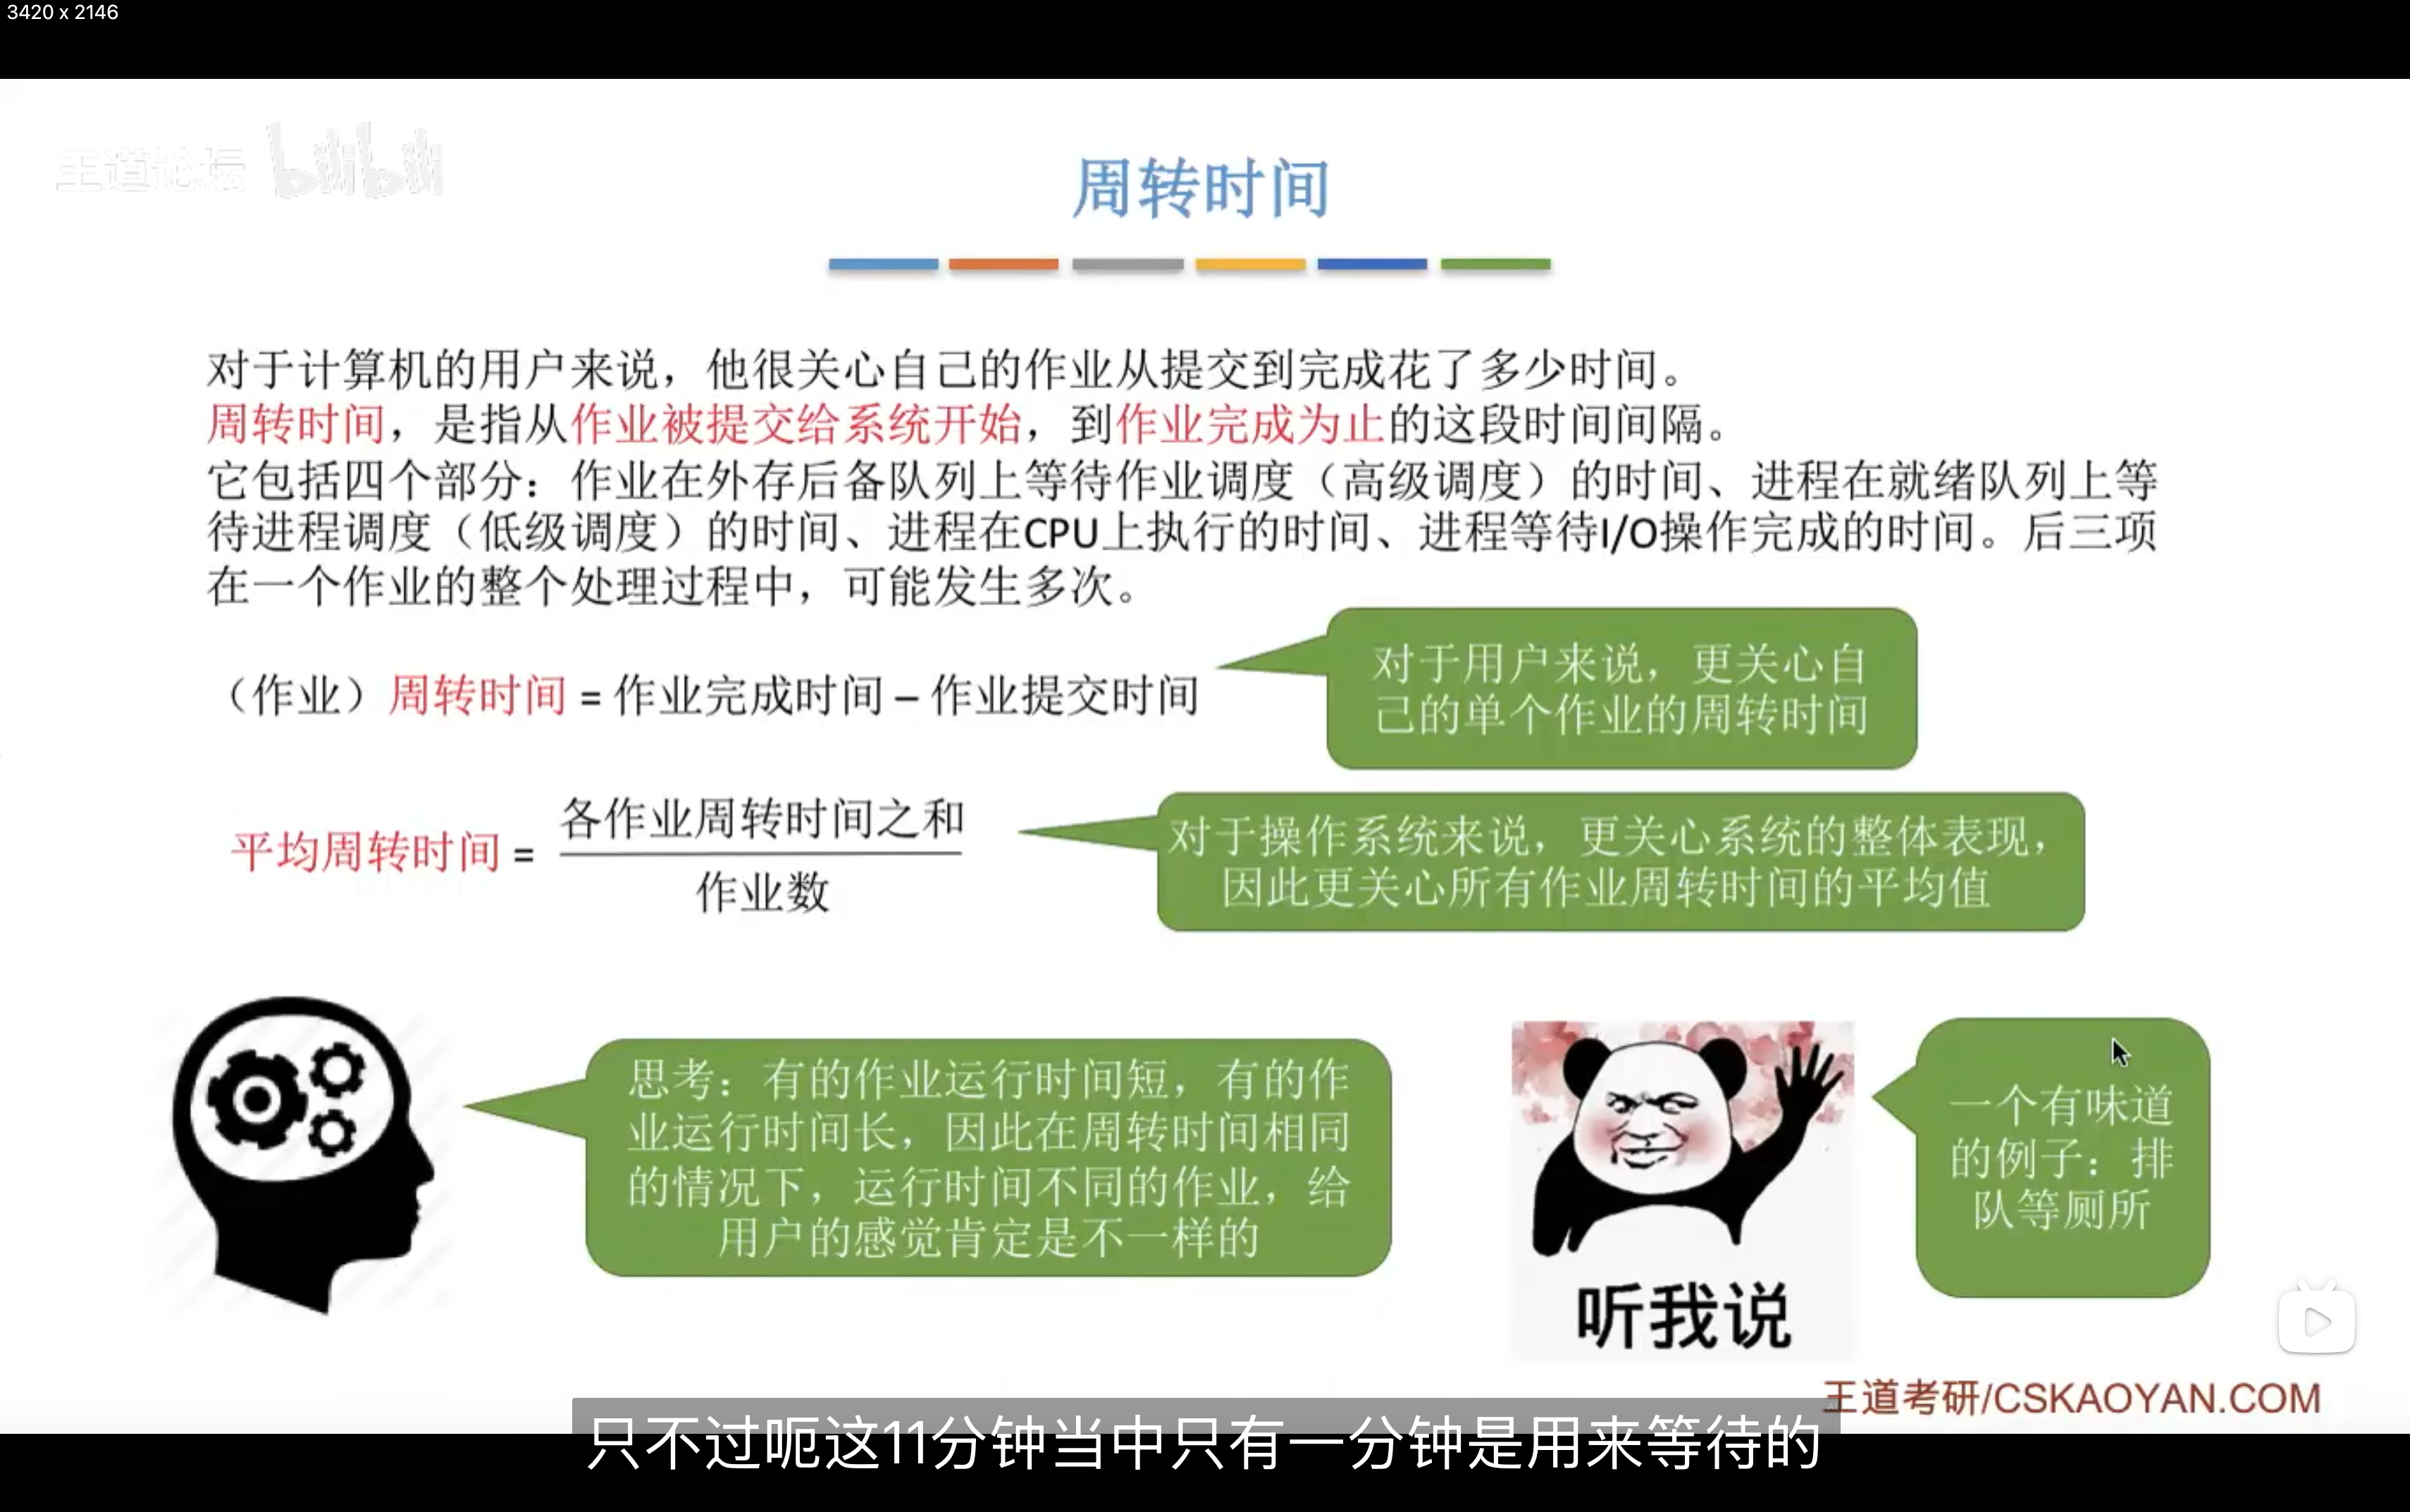 3420 x 2146
王道论坛 bilibili
周转时间
对于计算机的用户来说，他很关心自己的作业从提交到完成花了多少时间。
周转时间，是指从作业被提交给系统开始，到作业完成为止的这段时间间隔。
它包括四个部分：作业在外存后备队列上等待作业调度（高级调度）的时间、进程在就绪队列上等
待进程调度（低级调度）的时间、进程在CPU上执行的时间、进程等待I/O操作完成的时间。后三项
在一个作业的整个处理过程中，可能发生多次。
（作业）周转时间 = 作业完成时间 – 作业提交时间
对于用户来说，更关心自
己的单个作业的周转时间
平均周转时间 =
各作业周转时间之和
作业数
对于操作系统来说，更关心系统的整体表现，
因此更关心所有作业周转时间的平均值
思考：有的作业运行时间短，有的作
业运行时间长，因此在周转时间相同
的情况下，运行时间不同的作业，给
用户的感觉肯定是不一样的
听我说
一个有味道
的例子：排
队等厕所
王道考研/CSKAOYAN.COM
只不过呃这11分钟当中只有一分钟是用来等待的